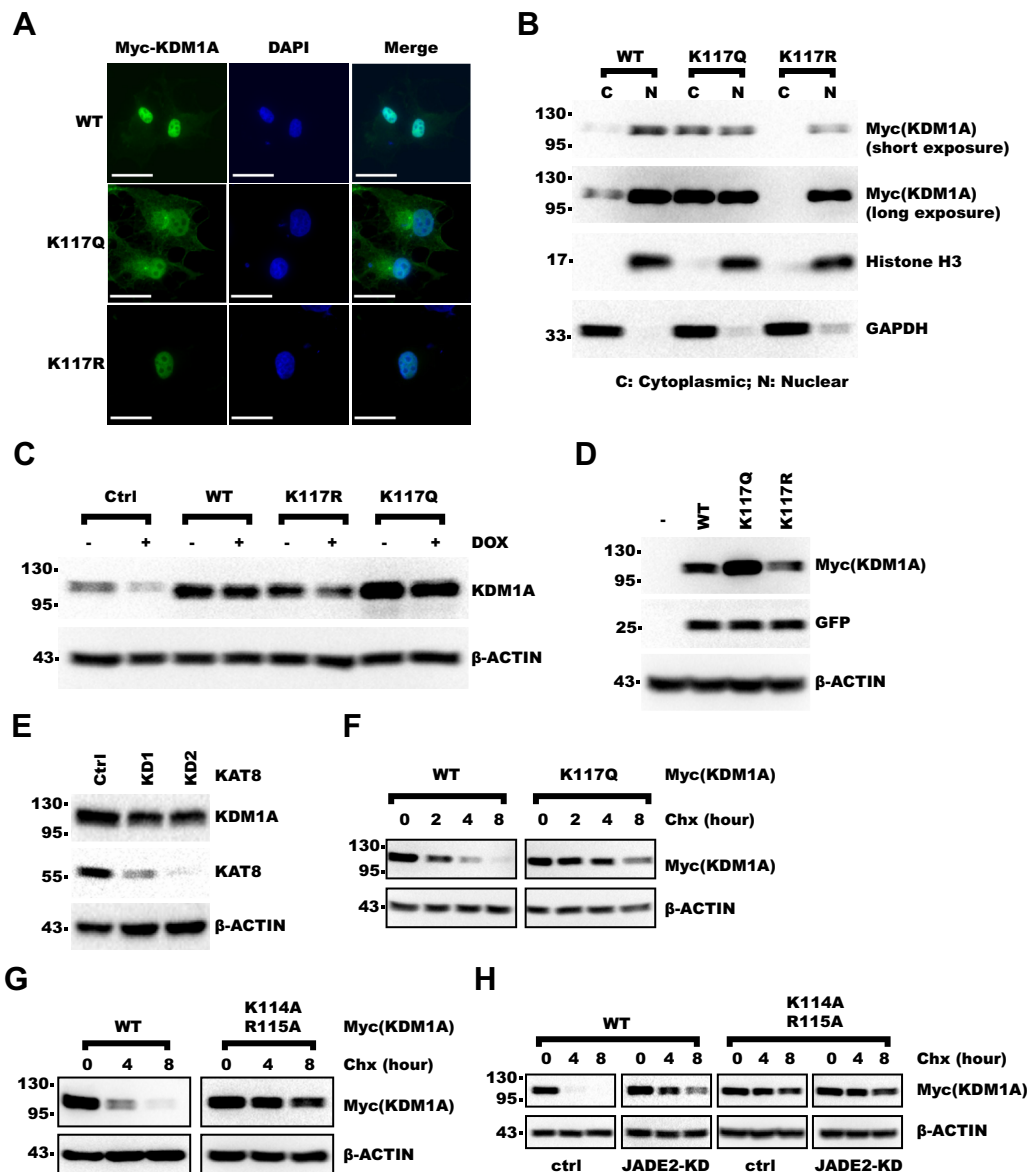 A
Myc-KDM1A DAPI Merge
WT
K117Q
K117R
B
WT K117Q K117R
C N C N C N
130
95
Myc(KDM1A)
(short exposure)
130
95
Myc(KDM1A)
(long exposure)
17
Histone H3
33
GAPDH
C: Cytoplasmic; N: Nuclear
C
Ctrl WT K117R K117Q
- + - + - + - + DOX
130
95
KDM1A
43
β-ACTIN
D
- WT K117Q K117R
130
95
Myc(KDM1A)
25
GFP
43
β-ACTIN
E
Ctrl KD1 KD2 KAT8
130
95
KDM1A
55
KAT8
43
β-ACTIN
F
WT K117Q Myc(KDM1A)
0 2 4 8 0 2 4 8 Chx (hour)
130
95
Myc(KDM1A)
43
β-ACTIN
G
WT K114A R115A Myc(KDM1A)
0 4 8 0 4 8 Chx (hour)
130
95
Myc(KDM1A)
43
β-ACTIN
H
WT K114A R115A
0 4 8 0 4 8 0 4 8 0 4 8 Chx (hour)
130
95
Myc(KDM1A)
43
β-ACTIN
ctrl JADE2-KD ctrl JADE2-KD